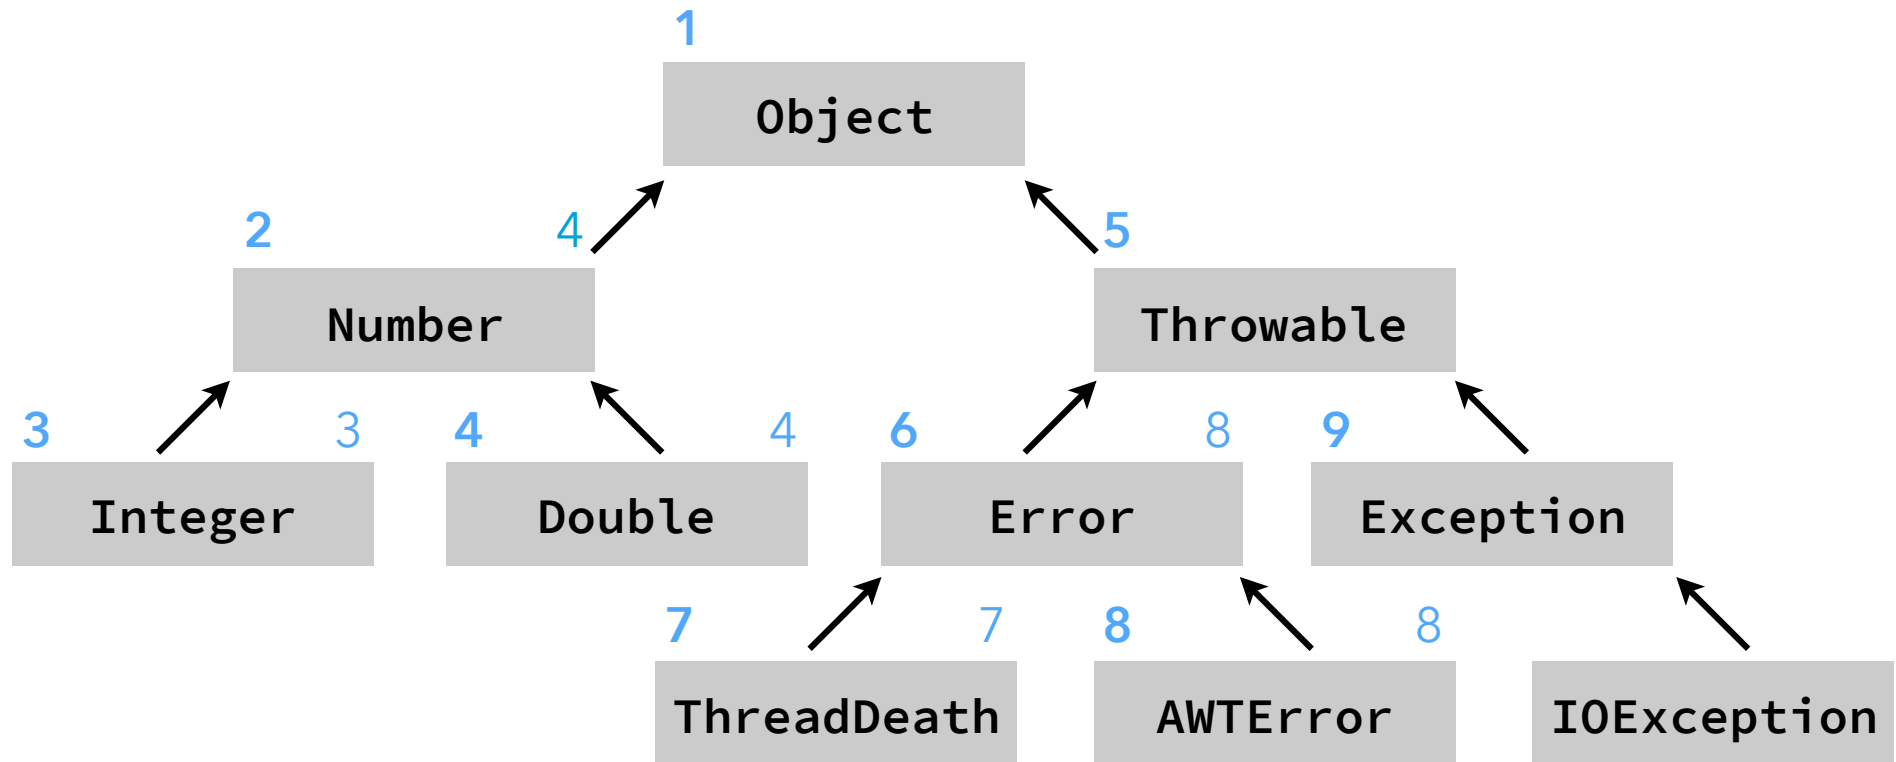 1
Object
2 4 5
Number Throwable
3 3 4 4 6 8 9
Integer Double Error Exception
7 7 8 8
ThreadDeath AWTError IOException